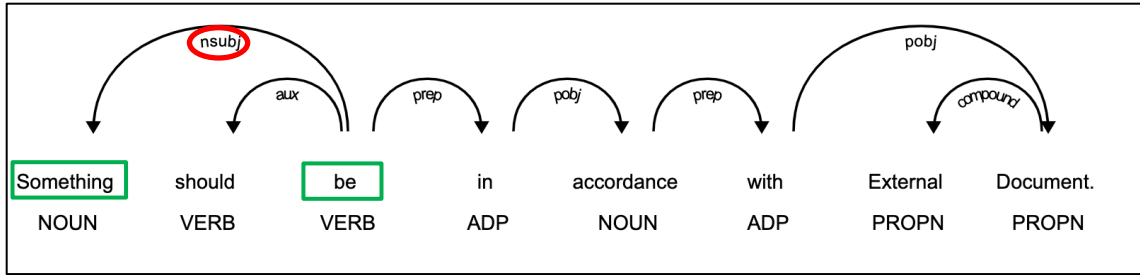 nsubj
pobj
aux prep pobj prep compound
Something should be in accordance with External Document.
NOUN VERB VERB ADP NOUN ADP PROPN PROPN